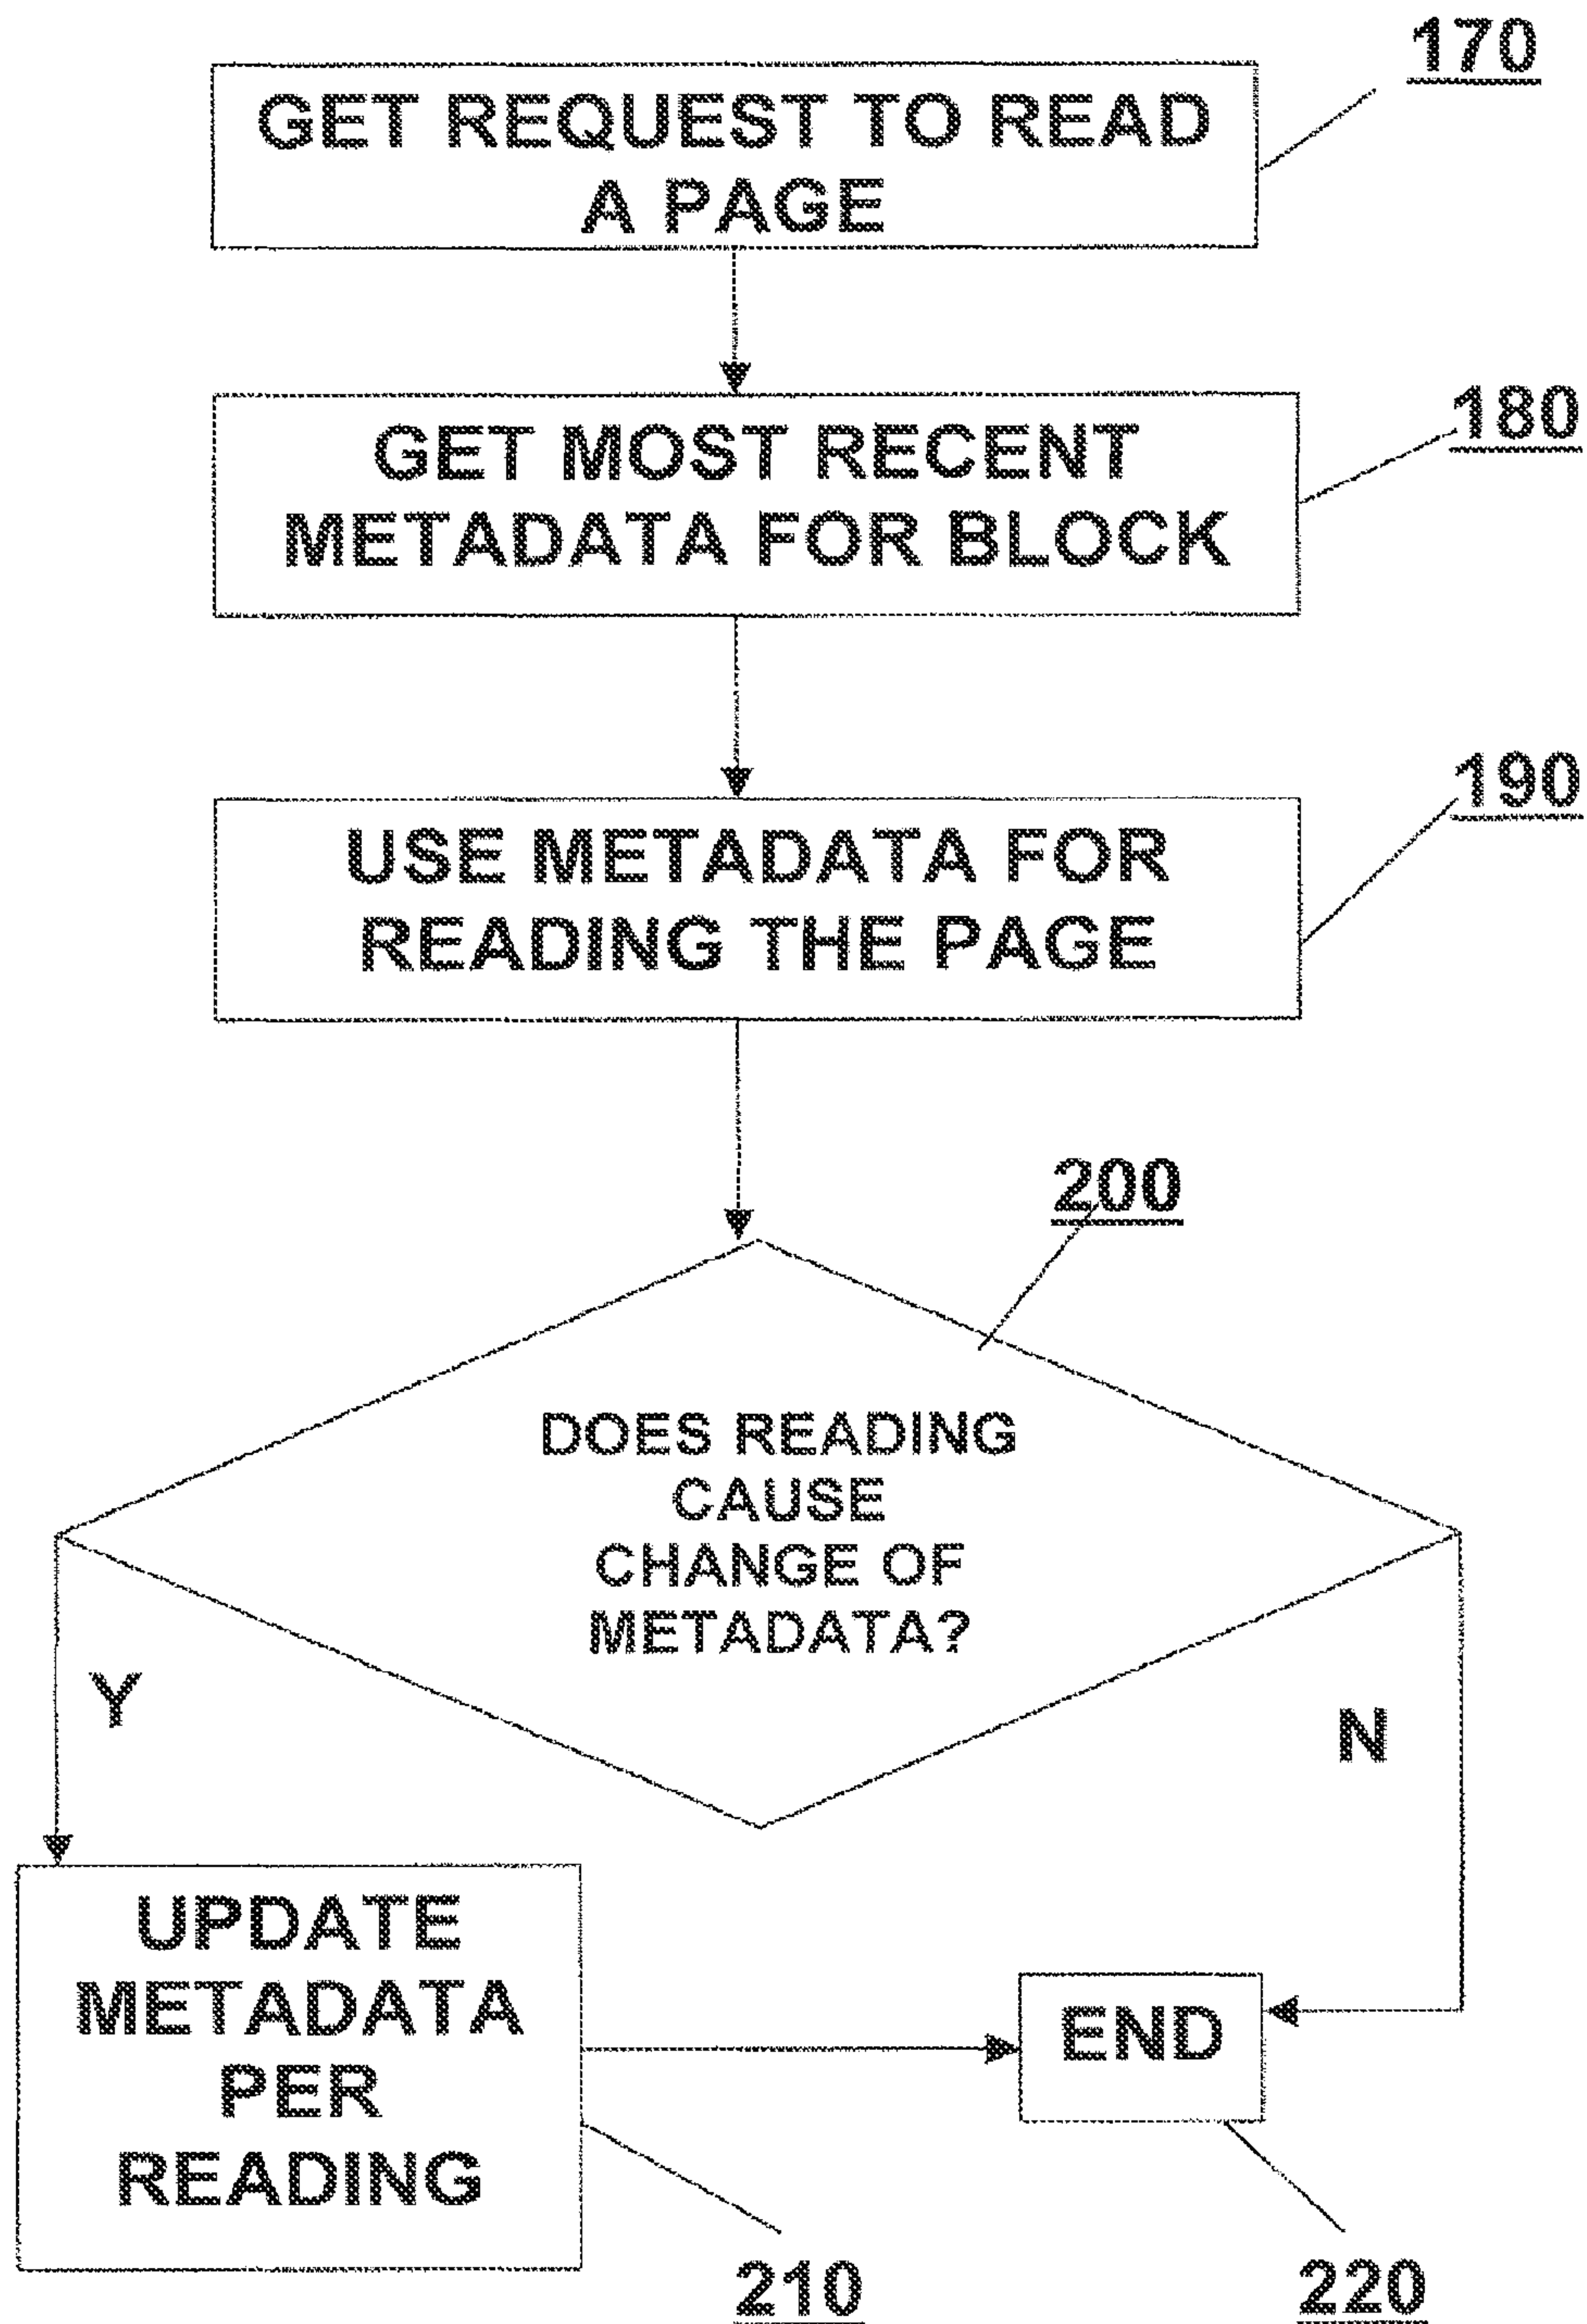 170
GET REQUEST TO READ
A PAGE
180
GET MOST RECENT
METADATA FOR BLOCK
190
USE METADATA FOR
READING THE PAGE
200
DOES READING
CAUSE
CHANGE OF
METADATA?
Y
N
UPDATE
METADATA
PER
READING
END
210
220